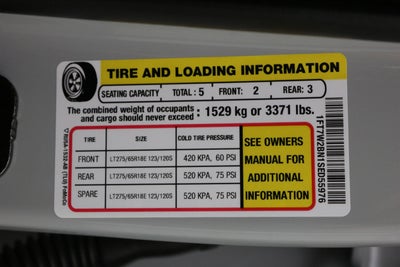 TIRE AND LOADING INFORMATION
SEATING CAPACITY TOTAL : 5 FRONT: 2 REAR: 3
The combined weight of occupants and cargo should never exceed : 1529 kg or 3371 lbs.
TIRE SIZE COLD TIRE PRESSURE
FRONT LT275/65R18E 123/120S 420 KPA, 60 PSI
REAR LT275/65R18E 123/120S 520 KPA, 75 PSI
SPARE LT275/65R18E 123/120S 520 KPA, 75 PSI
SEE OWNERS
MANUAL FOR
ADDITIONAL
INFORMATION
1FT7W2BN1SED55976